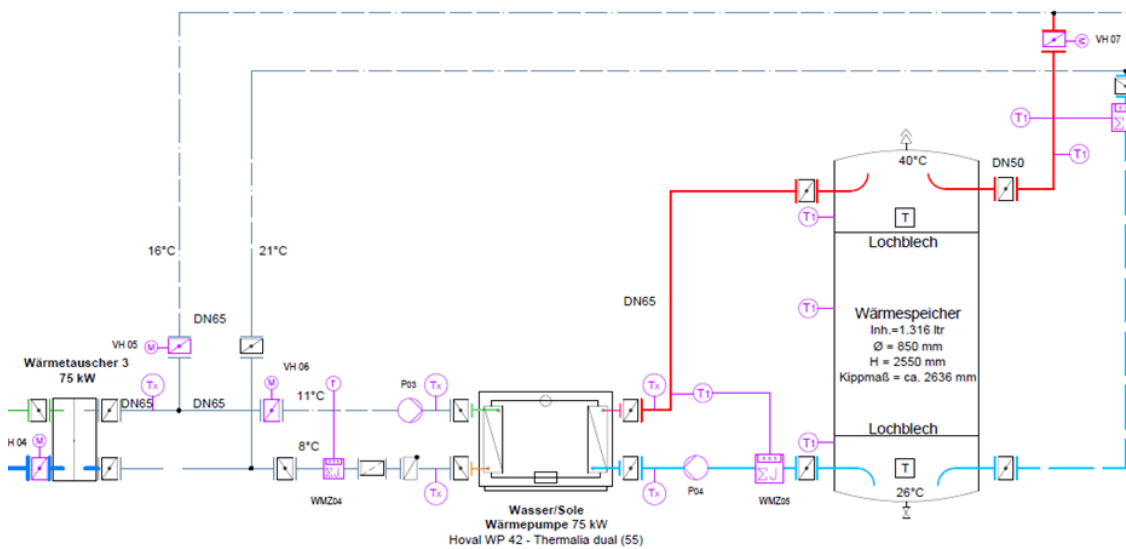 VH 07
M
T1
T1
40°C
DN50
T1
T
Lochblech
16°C
21°C
DN65
T1
Wärmespeicher
Inh.=1.316 ltr
Ø = 850 mm
H = 2550 mm
Kippmaß = ca. 2636 mm
DN65
VH 05
M
Wärmetauscher 3
75 kW
VH 06
M
T
P03
Tx
Tx
Tx
T1
DN65
DN65
11°C
H 04
M
8°C
Lochblech
T1
T
26°C
ΣJ
WMZ04
Tx
Tx
P04
ΣJ
WMZ05
Wasser/Sole
Wärmepumpe 75 kW
Hoval WP 42 - Thermalia dual (55)